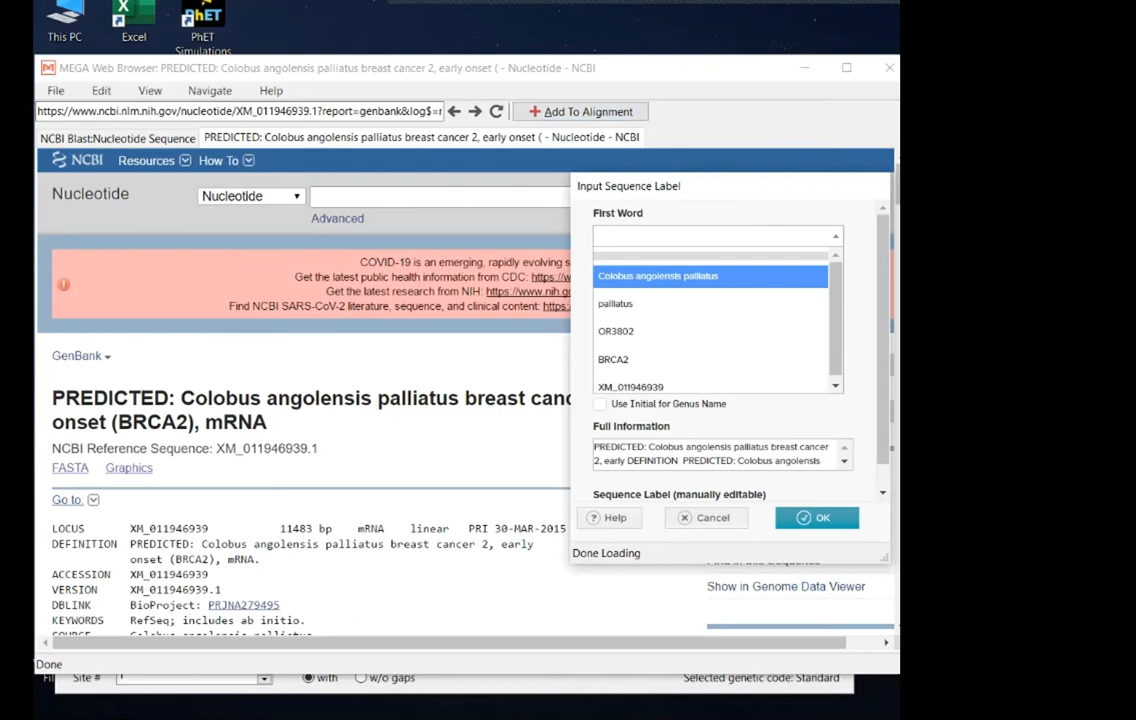 This PC
Excel
PhET
PhET
Simulations
MEGA Web Browser: PREDICTED: Colobus angolensis palliatus breast cancer 2, early onset ( - Nucleotide - NCBI
File Edit View Navigate Help
https://www.ncbi.nlm.nih.gov/nucleotide/XM_011946939.1?report=genbank&log$=r
Add To Alignment
NCBI Blast:Nucleotide Sequence
PREDICTED: Colobus angolensis palliatus breast cancer 2, early onset ( - Nucleotide - NCBI
NCBI Resources How To
Nucleotide
Nucleotide
Advanced
COVID-19 is an emerging, rapidly evolving s
Get the latest public health information from CDC: https://www
Get the latest research from NIH: https://www.nih.gc
Find NCBI SARS-CoV-2 literature, sequence, and clinical content: https:
GenBank
PREDICTED: Colobus angolensis palliatus breast canc
onset (BRCA2), mRNA
NCBI Reference Sequence: XM_011946939.1
FASTA Graphics
Go to:
LOCUS XM_011946939 11483 bp mRNA linear PRI 30-MAR-2015
DEFINITION PREDICTED: Colobus angolensis palliatus breast cancer 2, early
onset (BRCA2), mRNA.
ACCESSION XM_011946939
VERSION XM_011946939.1
DBLINK BioProject: PRJNA279495
KEYWORDS RefSeq; includes ab initio.
SOURCE Colobus angolensis palliatus
Input Sequence Label
First Word
Colobus angolensis palliatus
palliatus
OR3802
BRCA2
XM_011946939
Use Initial for Genus Name
Full Information
PREDICTED: Colobus angolensis palliatus breast cancer
2, early DEFINITION PREDICTED: Colobus angolensis
Sequence Label (manually editable)
Help
Cancel
OK
Done Loading
Show in Genome Data Viewer
Done
Site #
with
w/o gaps
Selected genetic code: Standard